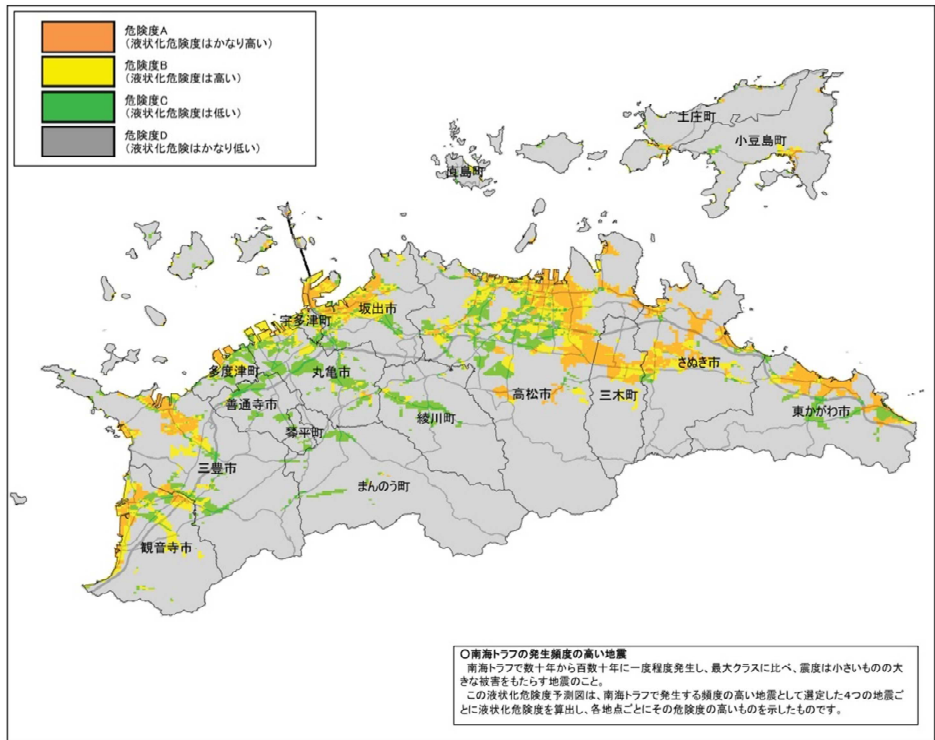 危険度A
(液状化危険度はかなり高い)
危険度B
(液状化危険度は高い)
危険度C
(液状化危険度は低い)
危険度D
(液状化危険はかなり低い)
土庄町
小豆島町
直島町
坂出市
宇多津町
多度津町
丸亀市
さぬき市
善通寺市
高松市
三木町
綾川町
東かがわ市
琴平町
三豊市
まんのう町
観音寺市
○南海トラフの発生頻度の高い地震
南海トラフで数十年から百数十年に一度程度発生し、最大クラスに比べ、震度は小さいものの大
きな被害をもたらす地震のこと。
この液状化危険度予測図は、南海トラフで発生する頻度の高い地震として選定した4つの地震ご
とに液状化危険度を算出し、各地点ごとにその危険度の高いものを示したものです。